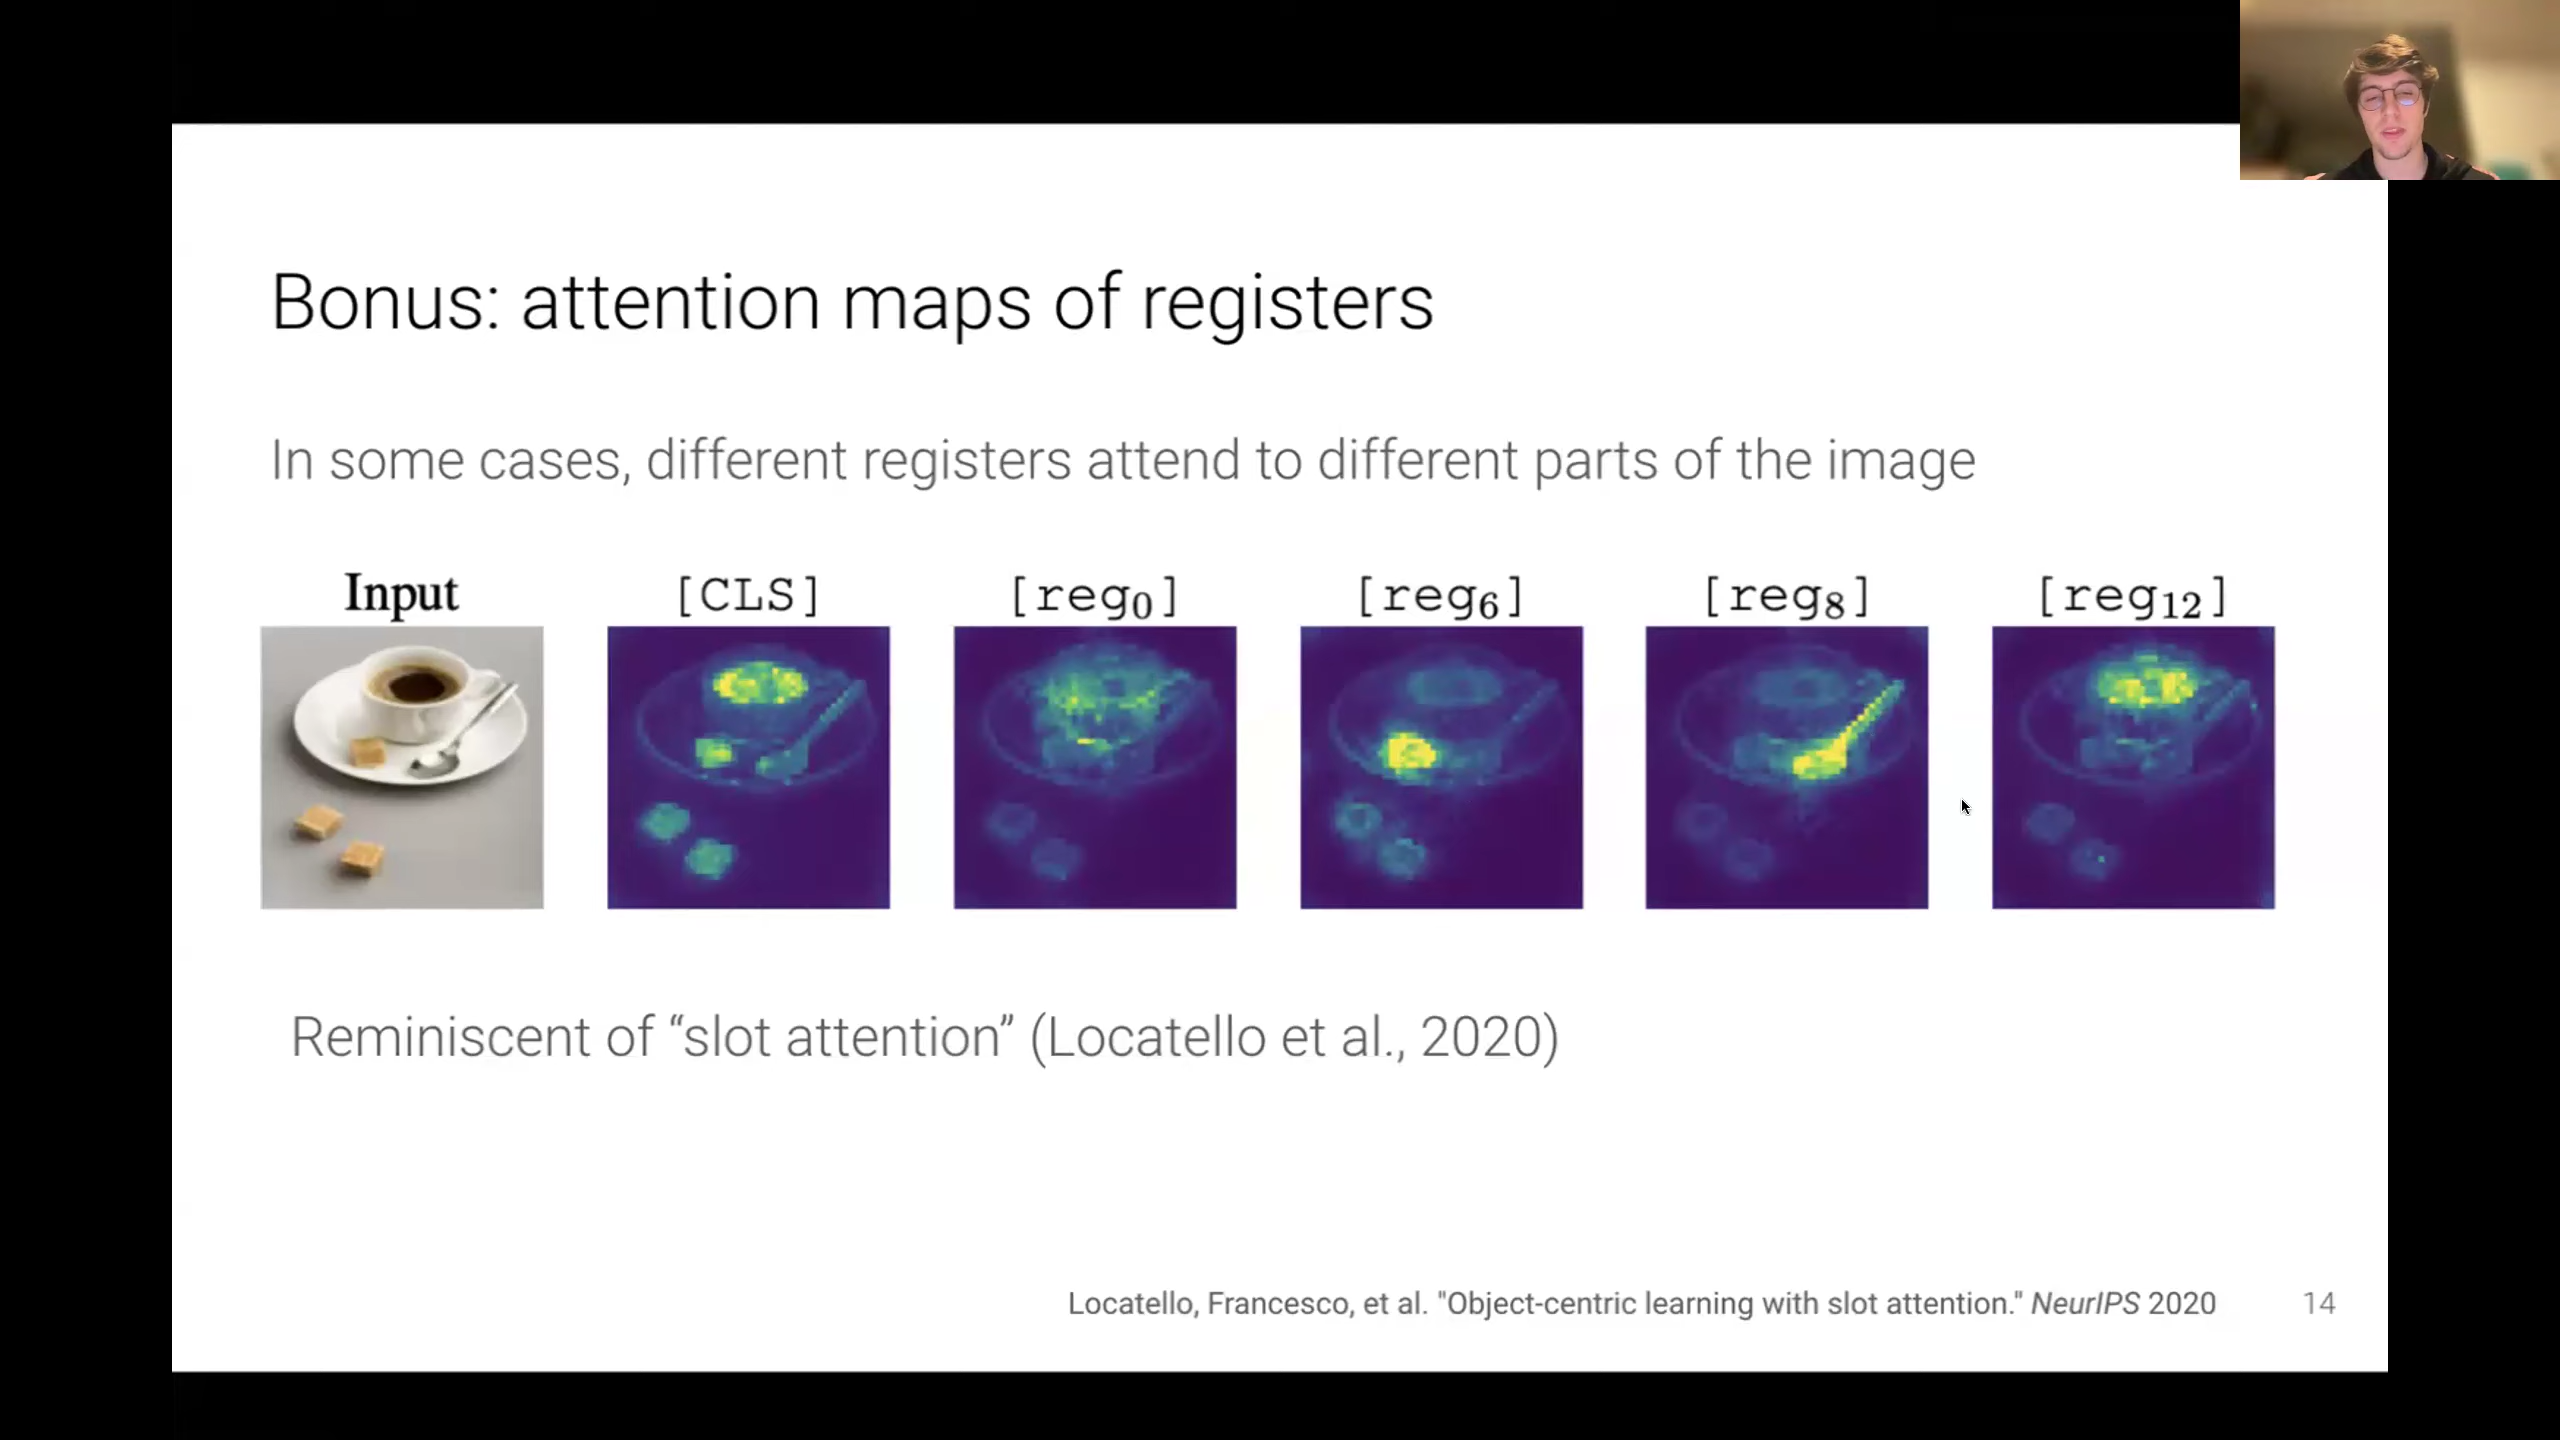 Bonus: attention maps of registers
In some cases, different registers attend to different parts of the image
Input [CLS] [reg0] [reg6] [reg8] [reg12]
Reminiscent of “slot attention” (Locatello et al., 2020)
Locatello, Francesco, et al. "Object-centric learning with slot attention." NeurIPS 2020 14